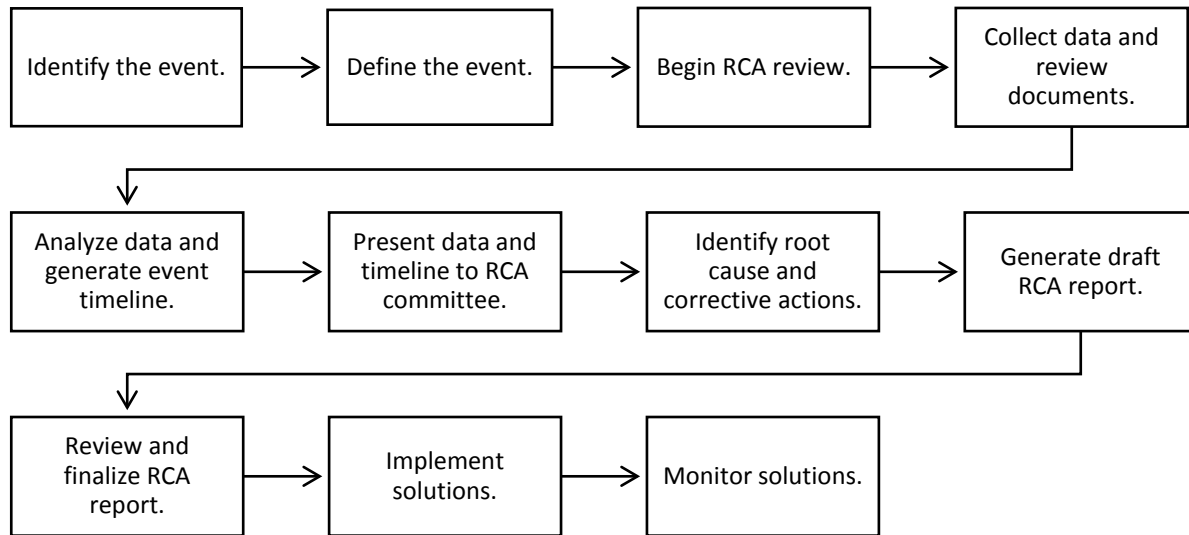 Identify the event.
Define the event.
Begin RCA review.
Collect data and
review
documents.
Analyze data and
generate event
timeline.
Present data and
timeline to RCA
committee.
Identify root
cause and
corrective actions.
Generate draft
RCA report.
Review and
finalize RCA
report.
Implement
solutions.
Monitor solutions.